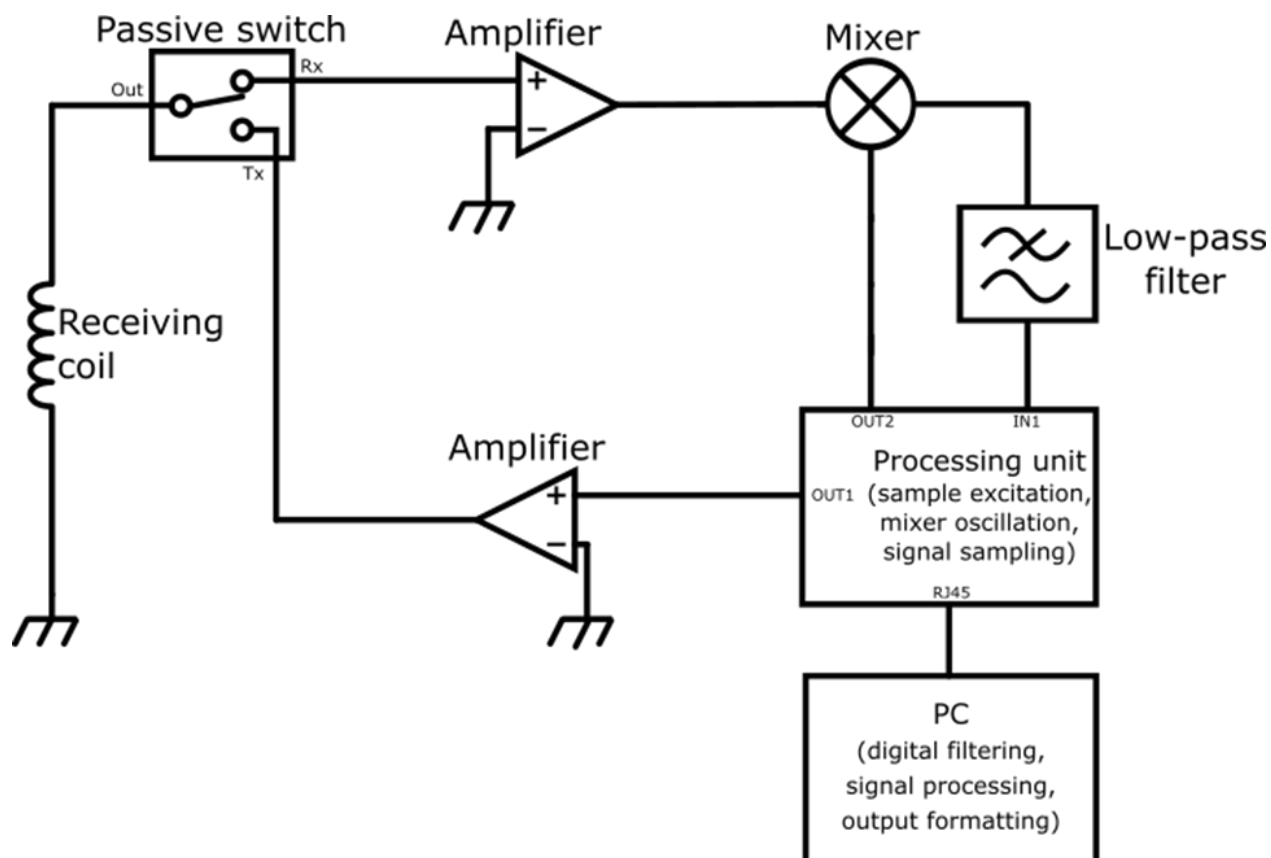 Passive switch
Amplifier
Mixer
Rx
Out
Tx
+
−
Low-pass
filter
Receiving
coil
OUT2
IN1
Amplifier
Processing unit
+
OUT1
(sample excitation,
mixer oscillation,
−
signal sampling)
RJ45
PC
(digital filtering,
signal processing,
output formatting)